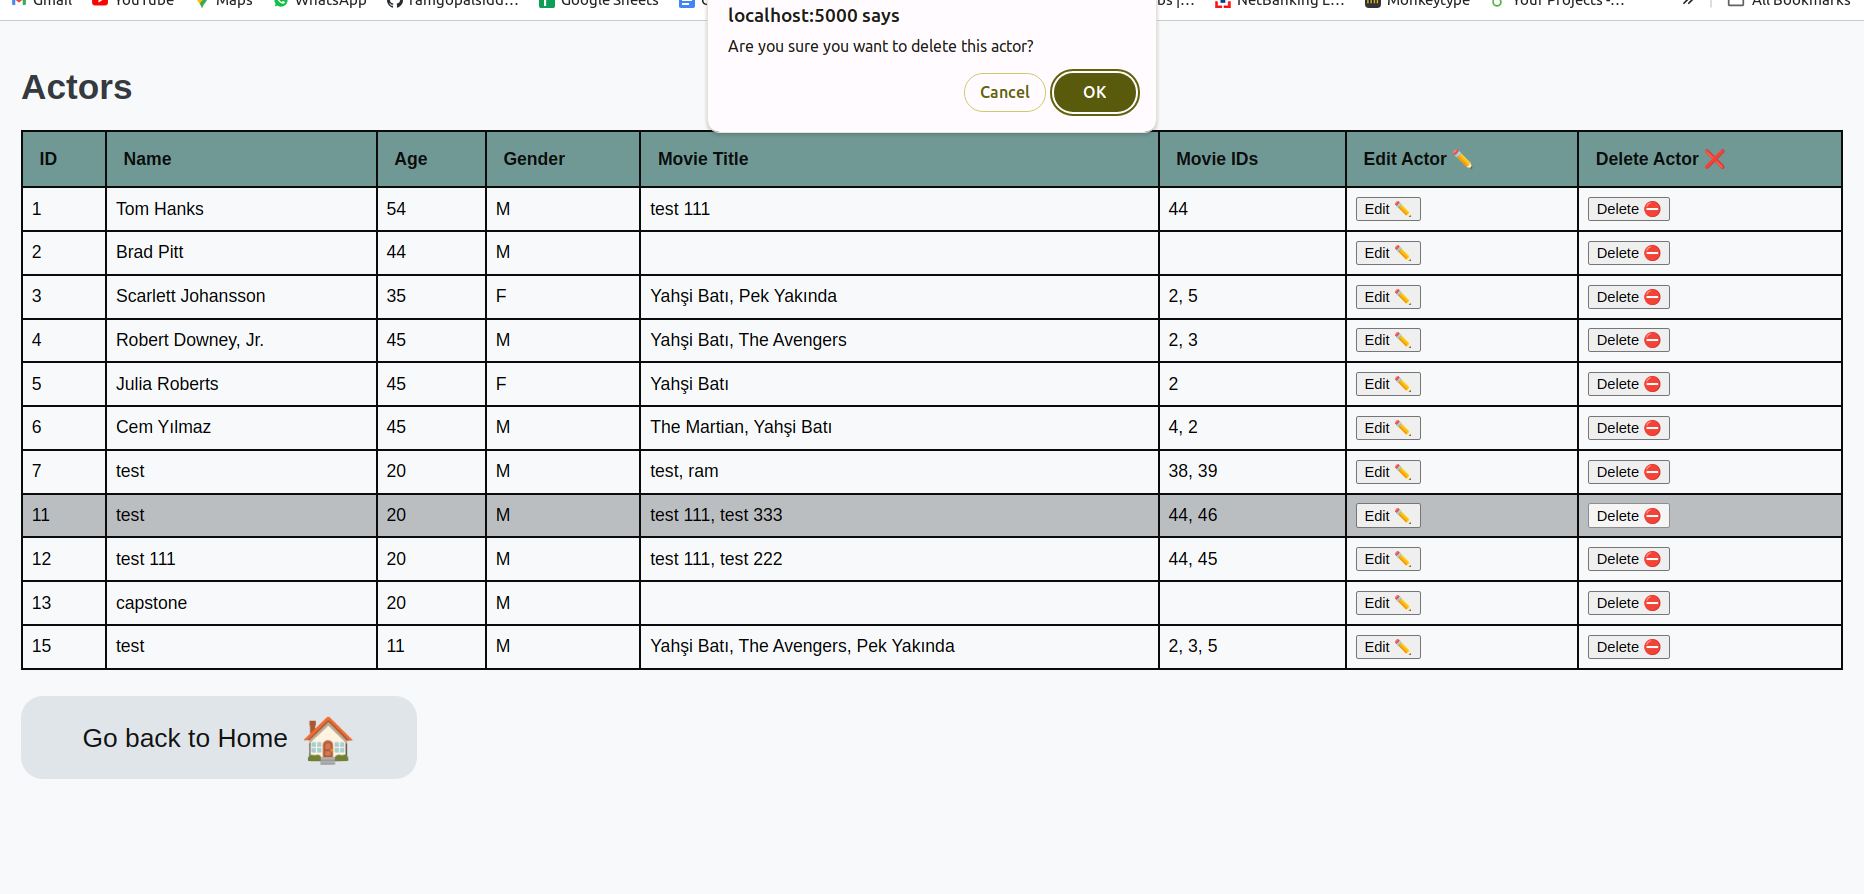 Gmail YouTube Maps WhatsApp ramgopalsidd... Google Sheets NetBanking L... Monkeytype Your Projects -... » All Bookmarks
localhost:5000 says
Are you sure you want to delete this actor?
Cancel OK
Actors
ID Name Age Gender Movie Title Movie IDs Edit Actor ✏️ Delete Actor ❌
1 Tom Hanks 54 M test 111 44 Edit ✏️ Delete ⛔
2 Brad Pitt 44 M Edit ✏️ Delete ⛔
3 Scarlett Johansson 35 F Yahşi Batı, Pek Yakında 2, 5 Edit ✏️ Delete ⛔
4 Robert Downey, Jr. 45 M Yahşi Batı, The Avengers 2, 3 Edit ✏️ Delete ⛔
5 Julia Roberts 45 F Yahşi Batı 2 Edit ✏️ Delete ⛔
6 Cem Yılmaz 45 M The Martian, Yahşi Batı 4, 2 Edit ✏️ Delete ⛔
7 test 20 M test, ram 38, 39 Edit ✏️ Delete ⛔
11 test 20 M test 111, test 333 44, 46 Edit ✏️ Delete ⛔
12 test 111 20 M test 111, test 222 44, 45 Edit ✏️ Delete ⛔
13 capstone 20 M Edit ✏️ Delete ⛔
15 test 11 M Yahşi Batı, The Avengers, Pek Yakında 2, 3, 5 Edit ✏️ Delete ⛔
Go back to Home 🏠